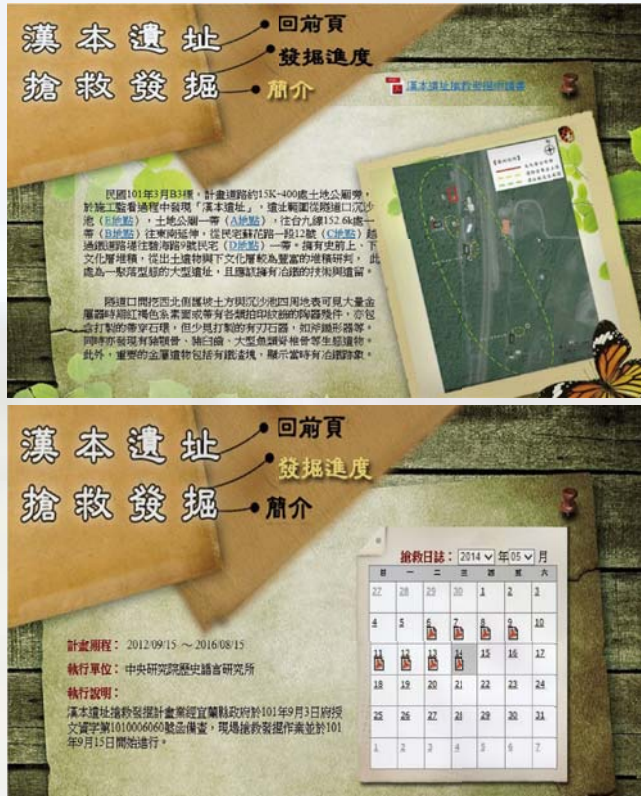 漢本遺址
搶救發掘
回前頁
發掘進度
簡介
漢本遺址搶救發掘申請書
民國101年3月B3標,計畫道路約15K+400處土地公廟旁,
於施工監看過程中發現「漢本遺址」,遺址範圍從隧道口沉沙
池(E地點),土地公廟一帶(A地點),往台九線152.6k處一
帶(B地點)往東南延伸,從民宅蘇花路一段12號(C地點)越
過鐵道路堤往碧海路9號民宅(D地點)一帶。擁有史前上、下
文化層堆積,從出土遺物與下文化層較為豐富的堆積研判,此
處為一聚落型態的大型遺址,且應該擁有冶鐵的技術與遺留。
隧道口開挖西北側護坡土方與沉沙池四周地表可見大量金
屬器時期紅褐色系素面或帶有各類拍印紋飾的陶器殘件,亦包
含打製的帶穿石環,但少見打製的有刃石器,如斧鋤形器等。
同時亦發現有豬顎骨、豬臼齒、大型魚類脊椎骨等生態遺物。
此外,重要的金屬遺物包括有鐵渣塊,顯示當時有冶鐵跡象。
漢本遺址
搶救發掘
回前頁
發掘進度
簡介
搶救日誌: 2014 年 05 月
日 一 二 三 四 五 六
27 28 29 30 1 2 3
4 5 6 7 8 9 10
11 12 13 14 15 16 17
18 19 20 21 22 23 24
25 26 27 28 29 30 31
1 2 3 4 5 6 7
計畫期程: 2012/09/15 ~2016/08/15
執行單位: 中央研究院歷史語言研究所
執行說明:
漢本遺址搶救發掘計畫業經宜蘭縣政府於101年9月3日府授
文資字第1010006060號函備查,現場搶救發掘作業並於101
年9月15日開始進行。